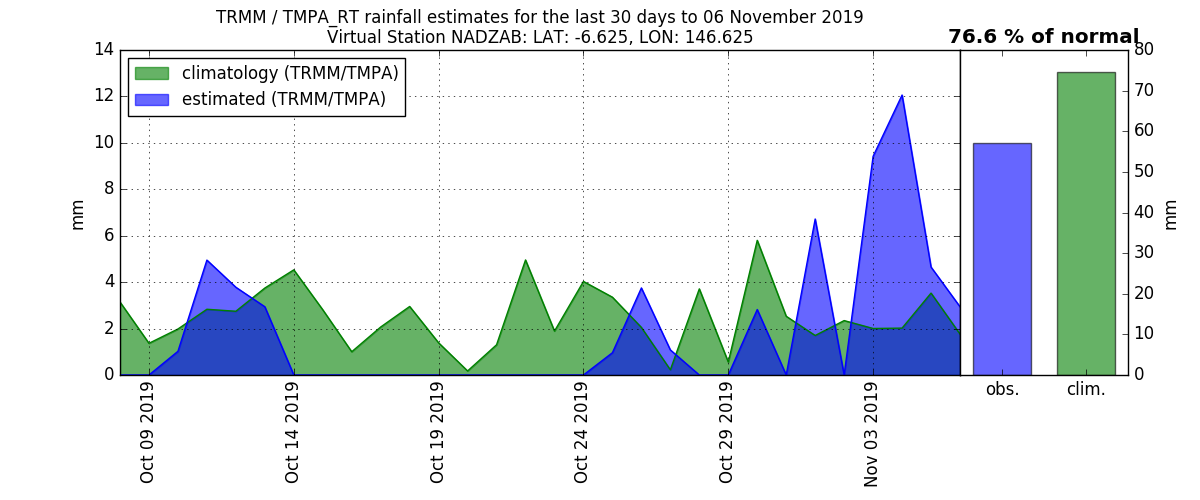 TRMM / TMPA_RT rainfall estimates for the last 30 days to 06 November 2019
Virtual Station NADZAB: LAT: -6.625, LON: 146.625
76.6 % of normal
climatology (TRMM/TMPA)
estimated (TRMM/TMPA)
mm
14
12
10
8
6
4
2
0
Oct 09 2019
Oct 14 2019
Oct 19 2019
Oct 24 2019
Oct 29 2019
Nov 03 2019
80
70
60
50
40
30
20
10
0
mm
obs.
clim.